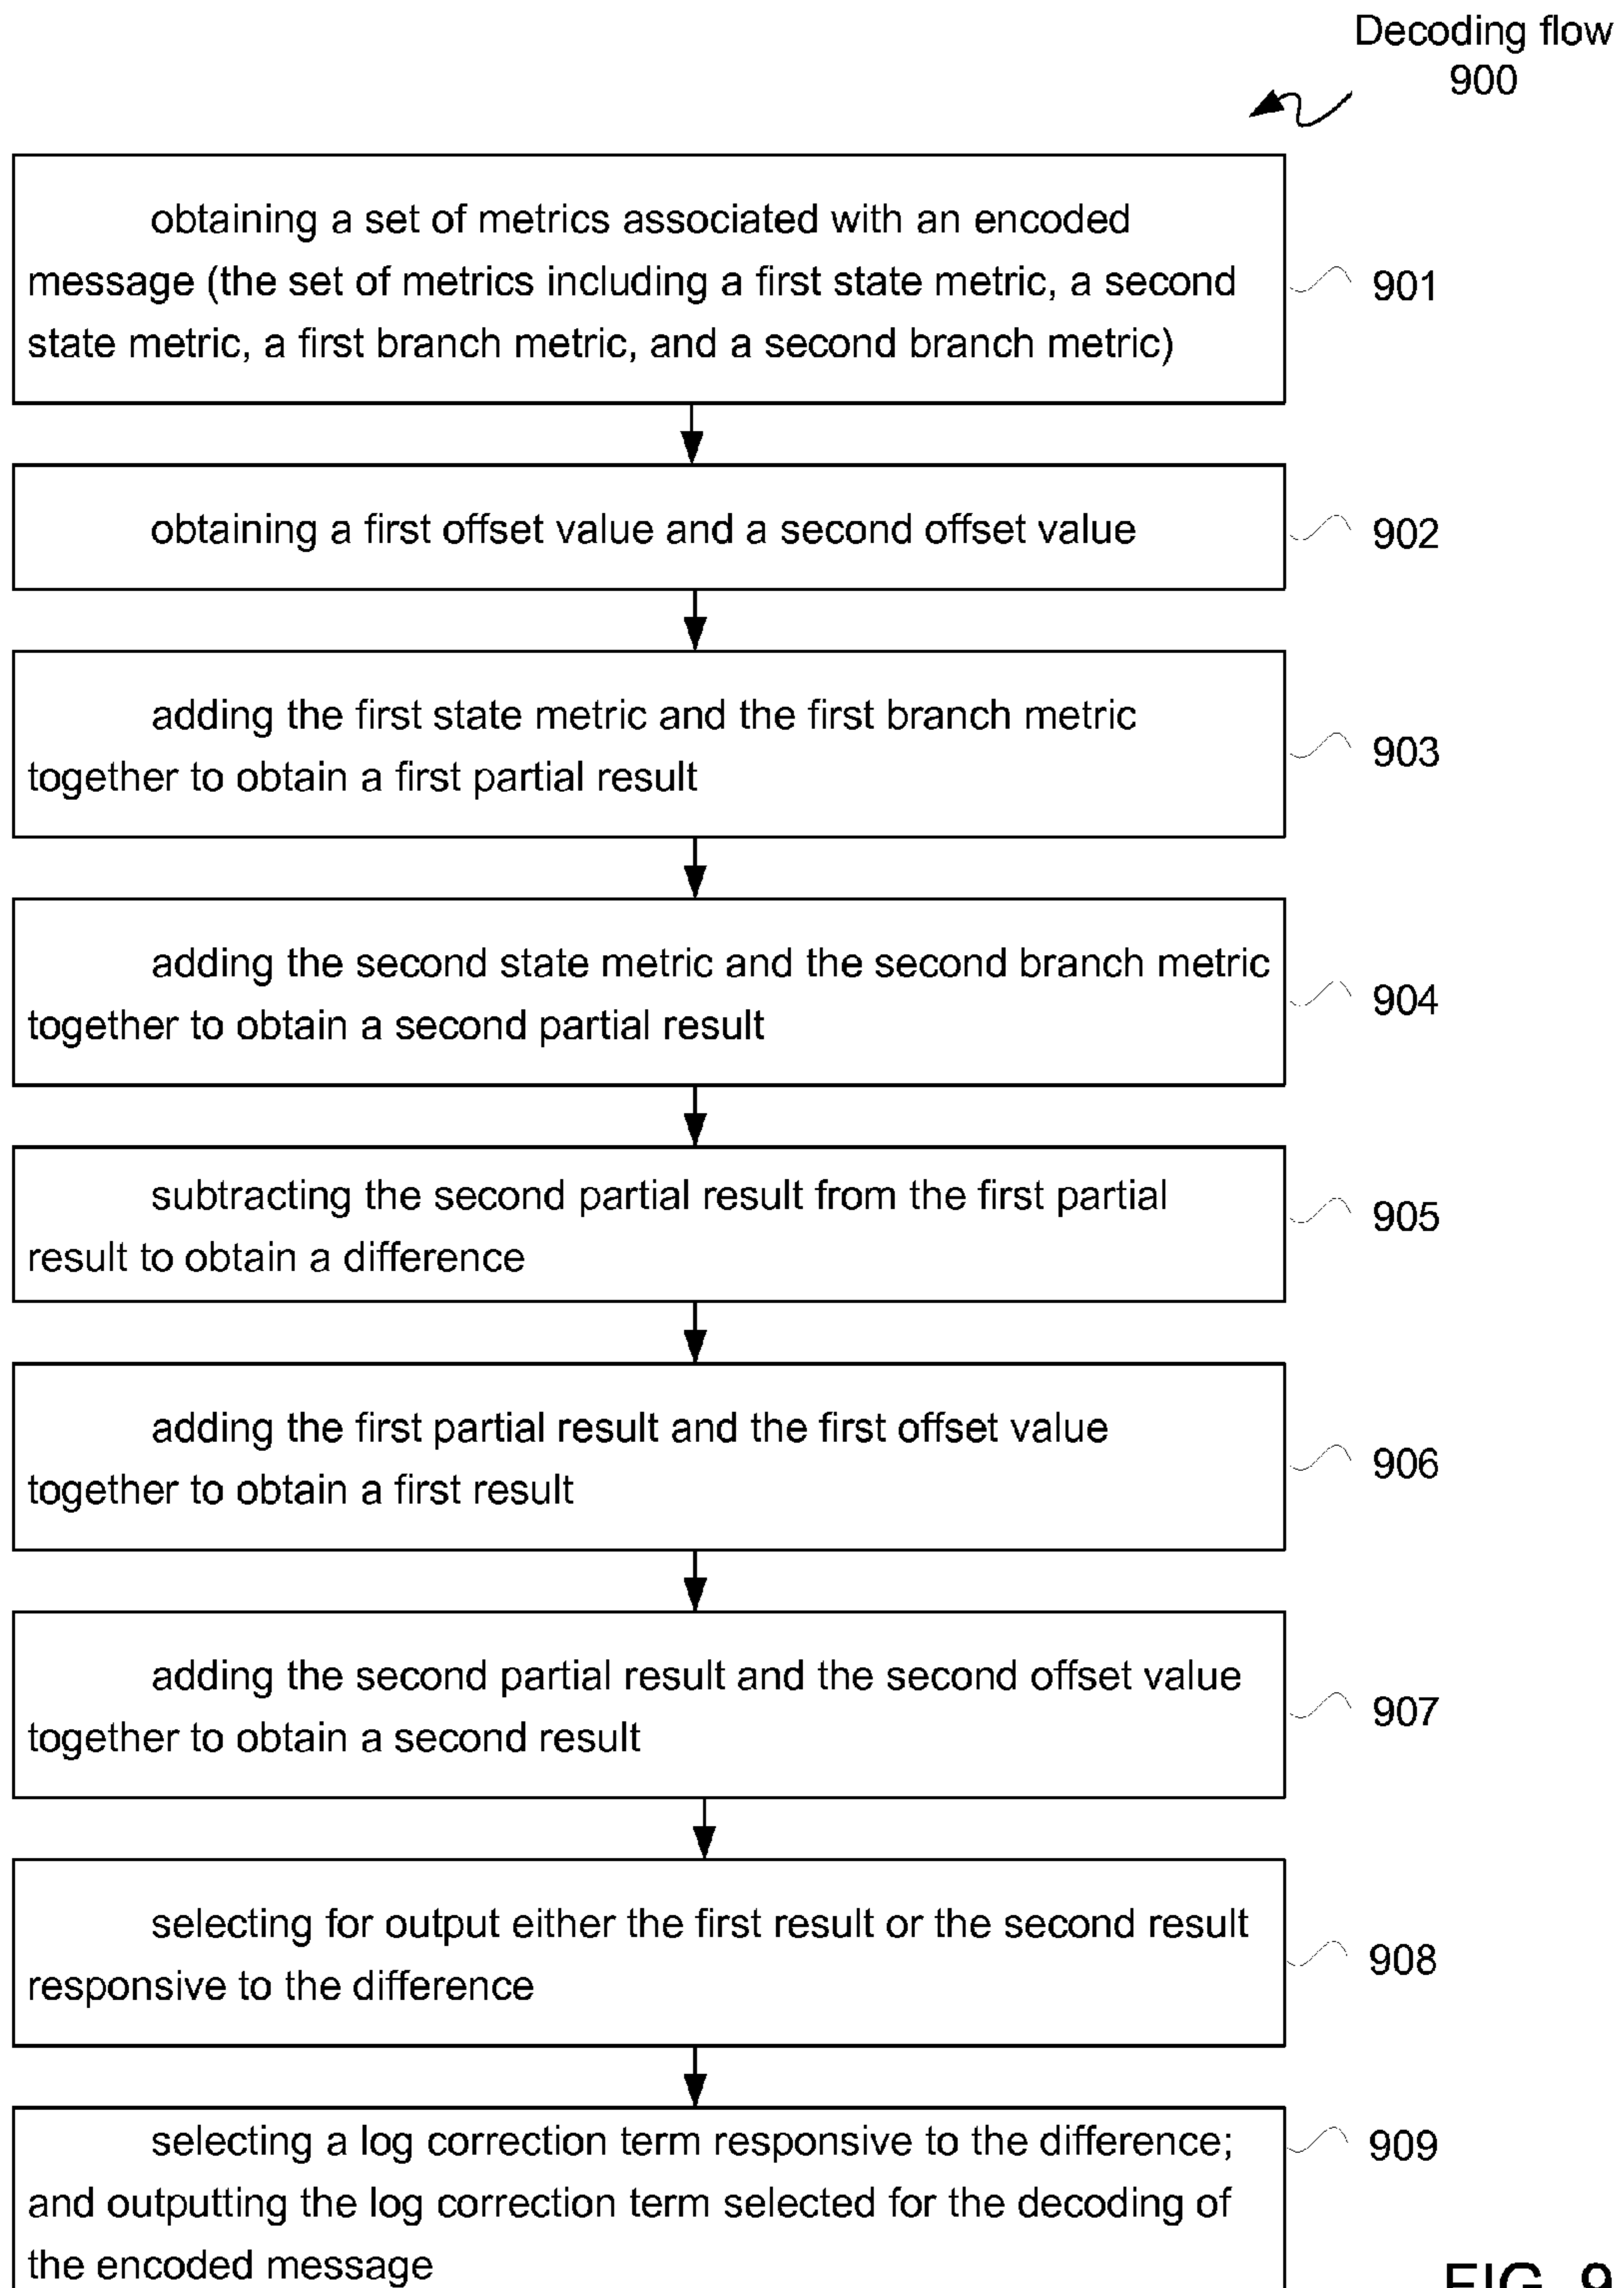 Decoding flow
900
obtaining a set of metrics associated with an encoded
message (the set of metrics including a first state metric, a second
state metric, a first branch metric, and a second branch metric)
901
obtaining a first offset value and a second offset value
902
adding the first state metric and the first branch metric
together to obtain a first partial result
903
adding the second state metric and the second branch metric
together to obtain a second partial result
904
subtracting the second partial result from the first partial
result to obtain a difference
905
adding the first partial result and the first offset value
together to obtain a first result
906
adding the second partial result and the second offset value
together to obtain a second result
907
selecting for output either the first result or the second result
responsive to the difference
908
selecting a log correction term responsive to the difference;
and outputting the log correction term selected for the decoding of
the encoded message
909
FIG. 9